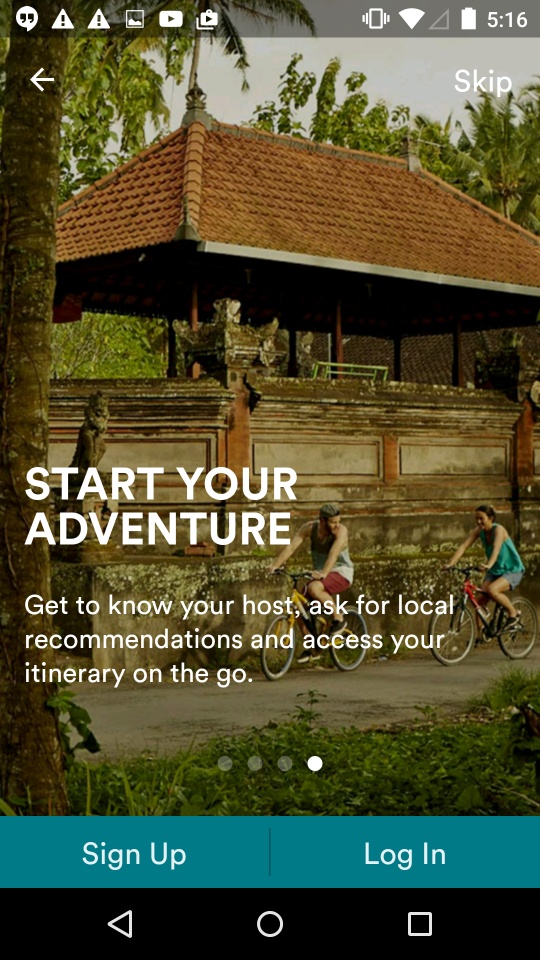 5:16
Skip
START YOUR
ADVENTURE
Get to know your host, ask for local
recommendations and access your
itinerary on the go.
Sign Up
Log In